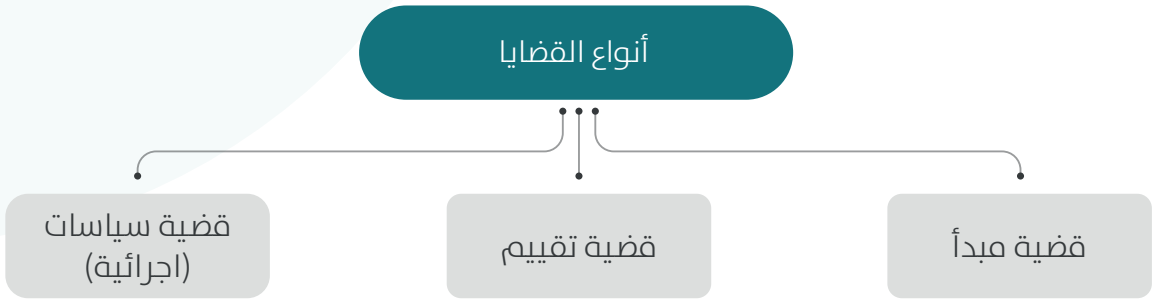 أنواع القضايا
قضية مبدأ
قضية تقييم
قضية سياسات
(اجرائية)